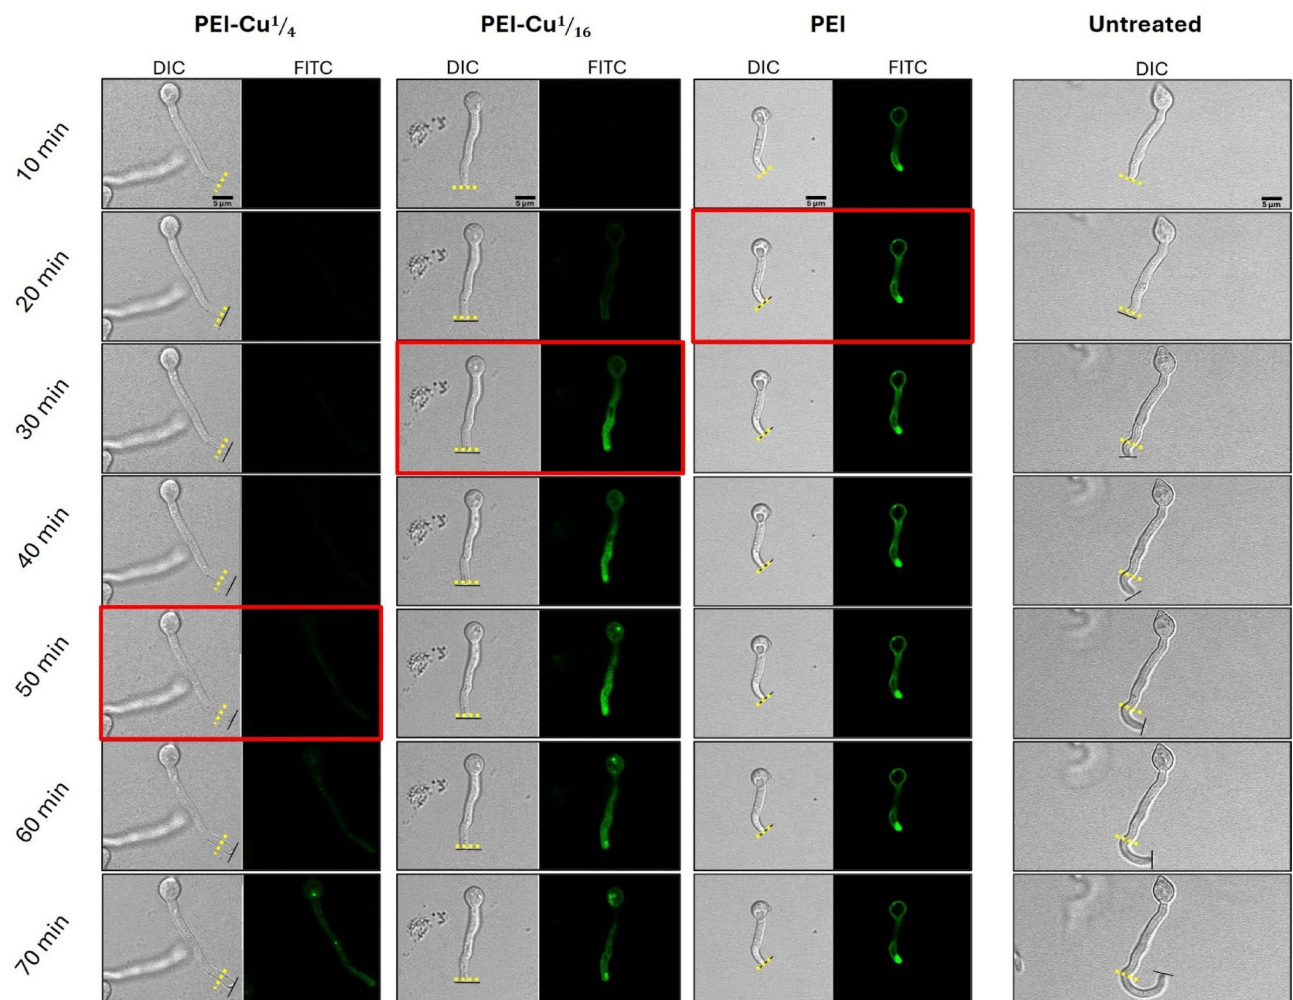 PEI-Cu¹/₄ PEI-Cu¹/₁₆ PEI Untreated
DIC FITC DIC FITC DIC FITC DIC
10 min
5 µm 5 µm 5 µm 5 µm
20 min
30 min
40 min
50 min
60 min
70 min